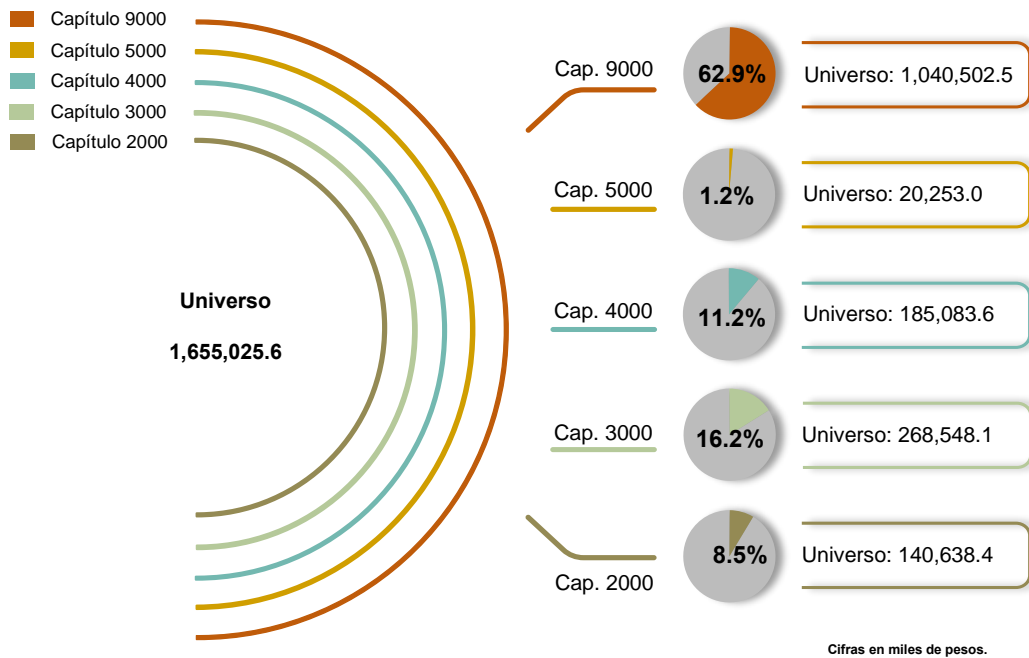 Capítulo 9000
Capítulo 5000
Capítulo 4000
Capítulo 3000
Capítulo 2000
Universo
1,655,025.6
Cap. 9000
62.9%
Universo: 1,040,502.5
Cap. 5000
1.2%
Universo: 20,253.0
Cap. 4000
11.2%
Universo: 185,083.6
Cap. 3000
16.2%
Universo: 268,548.1
Cap. 2000
8.5%
Universo: 140,638.4
Cifras en miles de pesos.